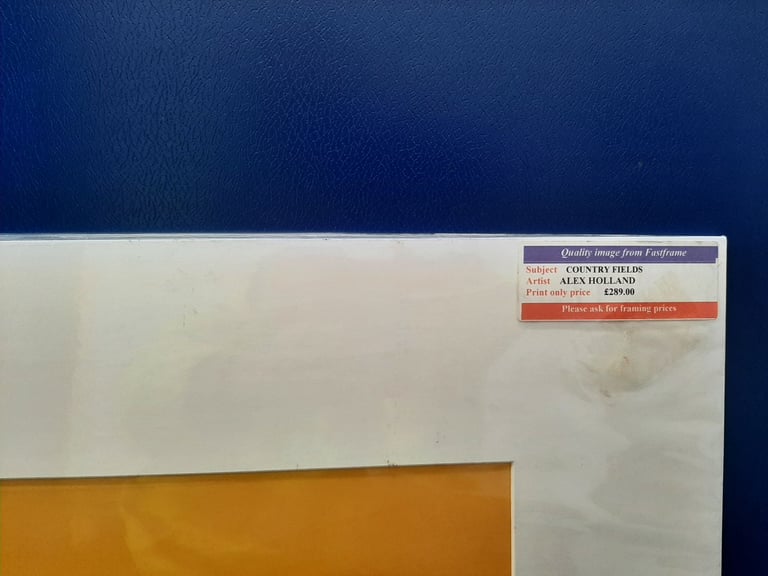 Quality image from Fastframe
Subject COUNTRY FIELDS
Artist ALEX HOLLAND
Print only price £289.00
Please ask for framing prices